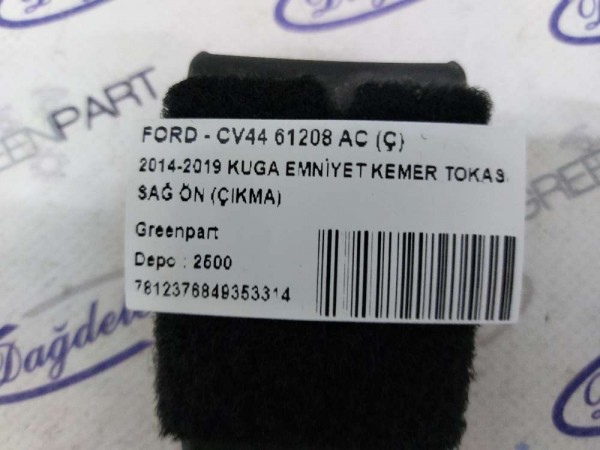 FORD - CV44 61208 AC (Ç)
2014-2019 KUGA EMNİYET KEMER TOKAS
SAĞ ÖN (ÇIKMA)
Greenpart
Depo : 2500
7812376849353314
GREENPART
Dağdele